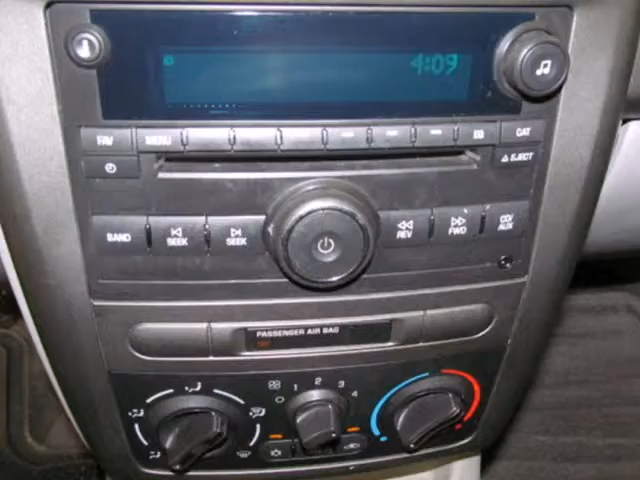 4:09
FAV MENU EQ CAT
EJECT
BAND SEEK SEEK REV FWD CD/AUX
PASSENGER AIR BAG
OFF
1 2 3 4